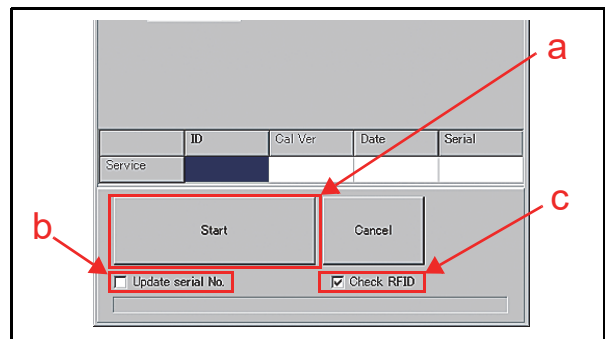 a
ID Cal Ver Date Serial
Service
c
b
Start Cancel
Update serial No. Check RFID